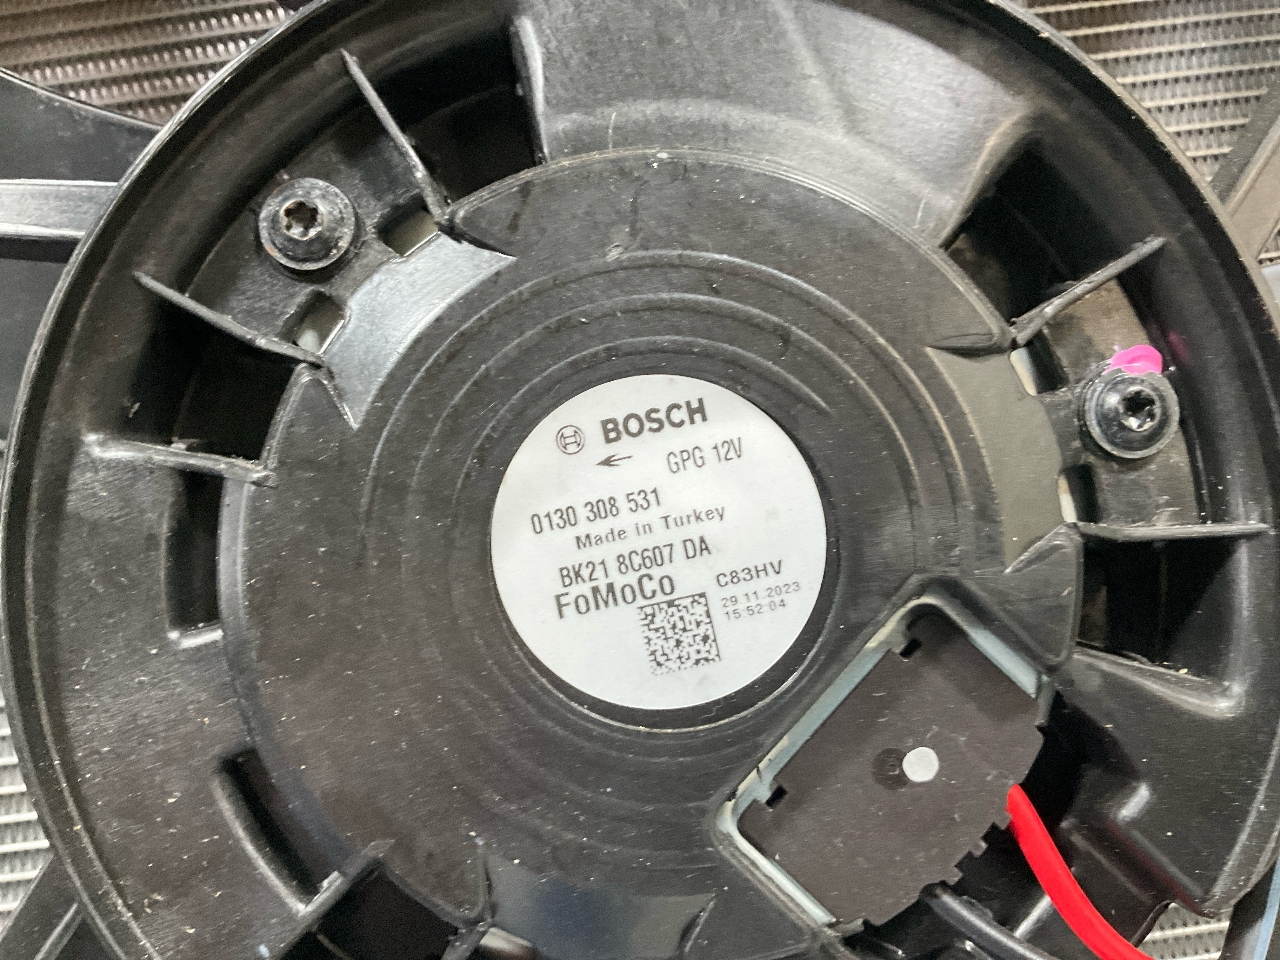 BOSCH
GPG 12V
0130 308 531
Made in Turkey
BK21 8C607 DA
FoMoCo
C83HV
29.11.2023
15:52:04